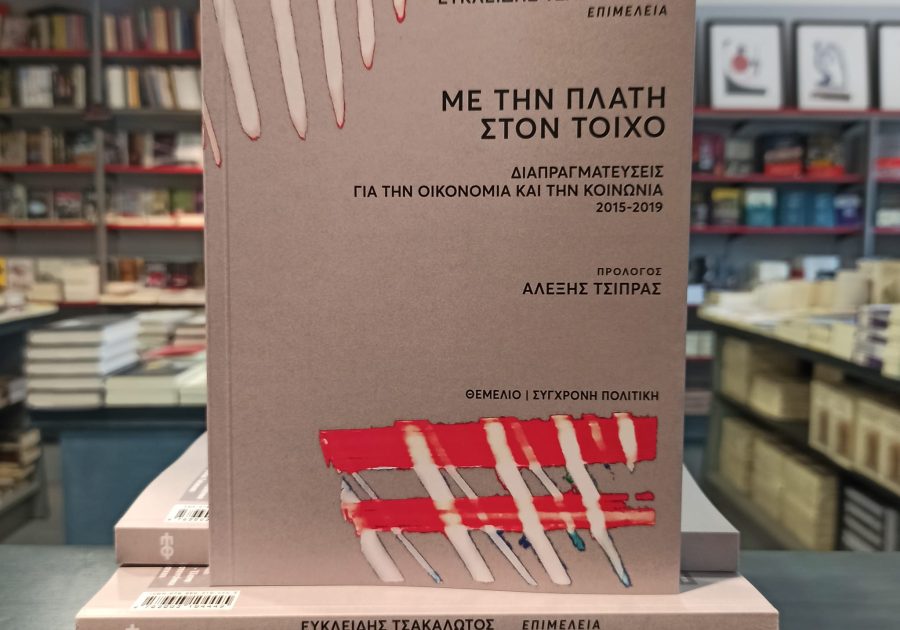 ΕΠΙΜΕΛΕΙΑ
ΜΕ ΤΗΝ ΠΛΑΤΗ
ΣΤΟΝ ΤΟΙΧΟ
ΔΙΑΠΡΑΓΜΑΤΕΥΣΕΙΣ
ΓΙΑ ΤΗΝ ΟΙΚΟΝΟΜΙΑ ΚΑΙ ΤΗΝ ΚΟΙΝΩΝΙΑ
2015-2019
ΠΡΟΛΟΓΟΣ
ΑΛΕΞΗΣ ΤΣΙΠΡΑΣ
ΘΕΜΕΛΙΟ | ΣΥΓΧΡΟΝΗ ΠΟΛΙΤΙΚΗ
ΕΥΚΛΕΙΔΗΣ ΤΣΑΚΑΛΩΤΟΣ ΕΠΙΜΕΛΕΙΑ